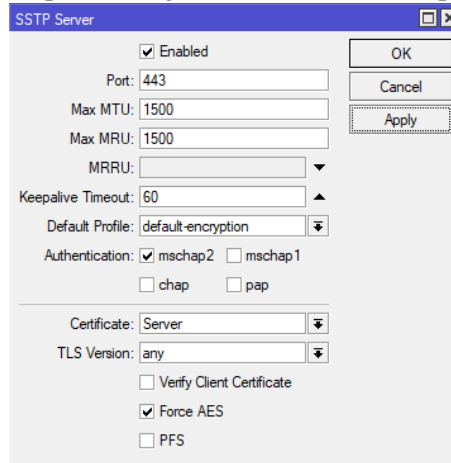 SSTP Server
Enabled
OK
Port: 443
Cancel
Max MTU: 1500
Apply
Max MRU: 1500
MRRU:
Keepalive Timeout: 60
Default Profile: default-encryption
Authentication: mschap2 mschap1
chap pap
Certificate: Server
TLS Version: any
Verify Client Certificate
Force AES
PFS